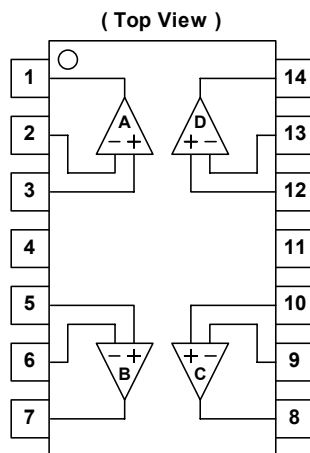 ( Top View )
1 14
A D
2 13
− + + −
3 12
4 11
5 10
− + + −
6 9
B C
7 8